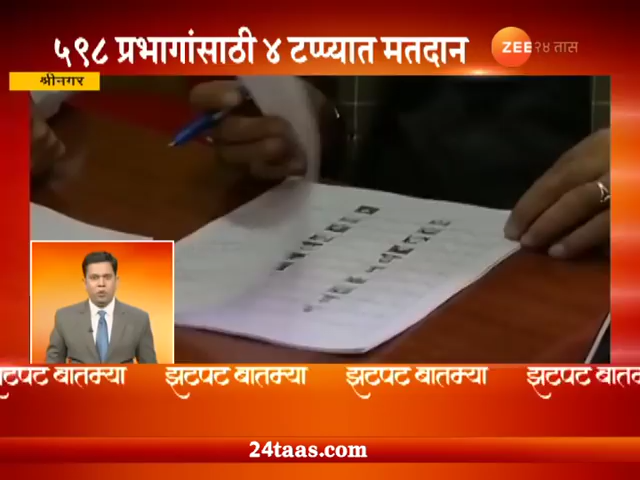 ५९८ प्रभागांसाठी ४ टप्प्यात मतदान
ZEE २४ तास
श्रीनगर
झटपट बातम्या झटपट बातम्या झटपट बातम्या झटपट बातम्या
24taas.com